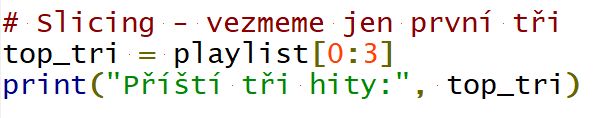 # Slicing – vezmeme jen první tři
top_tri = playlist[0:3]
print("Příští tři hity:", top_tri)